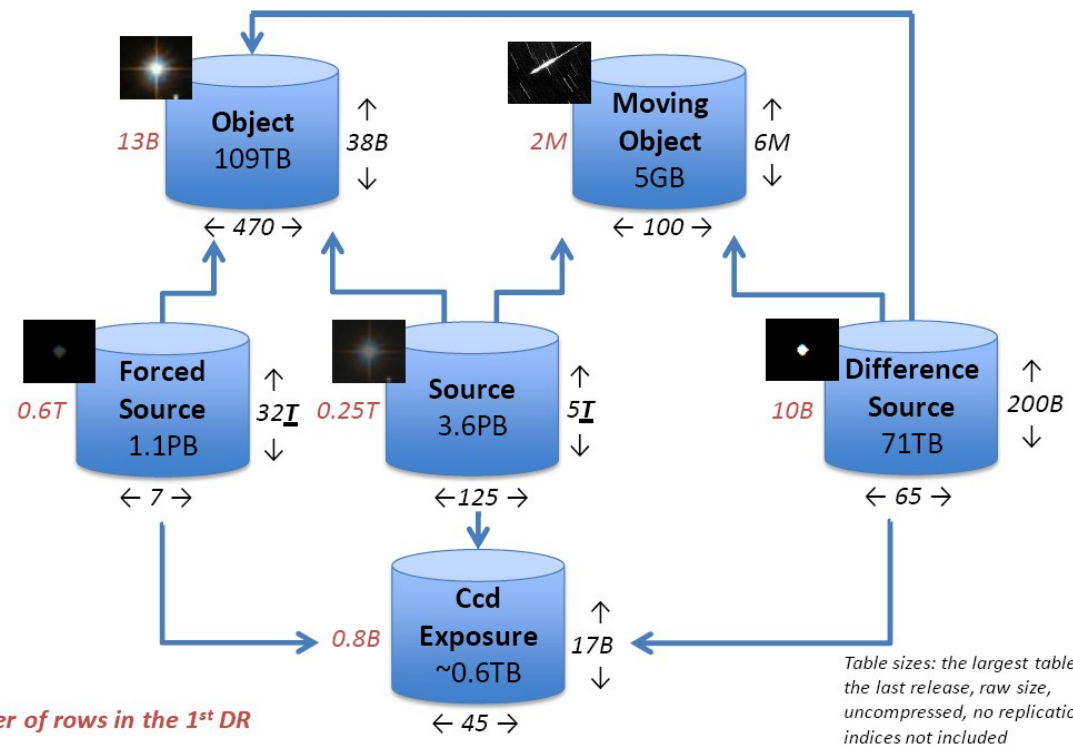 Object
109TB
13B
↑
38B
↓
← 470 →
Moving
Object
5GB
2M
↑
6M
↓
← 100 →
Forced
Source
1.1PB
0.6T
↑
32T
↓
← 7 →
Source
3.6PB
0.25T
↑
5T
↓
←125 →
Difference
Source
71TB
10B
↑
200B
↓
← 65 →
Ccd
Exposure
~0.6TB
0.8B
↑
17B
↓
← 45 →
er of rows in the 1st DR
Table sizes: the largest table
the last release, raw size,
uncompressed, no replicatio
indices not included